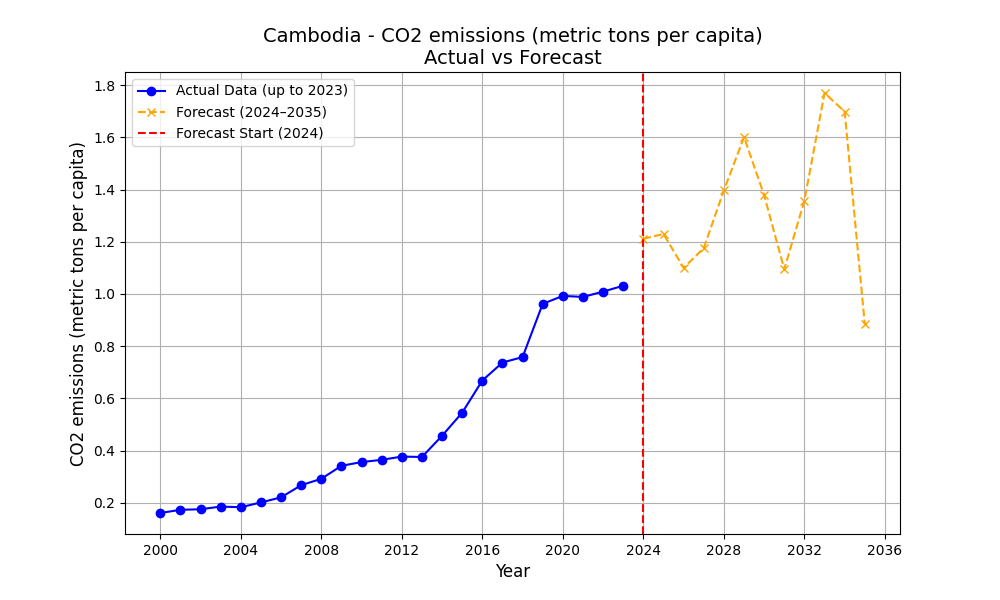 Cambodia - CO2 emissions (metric tons per capita)
Actual vs Forecast
Actual Data (up to 2023)
Forecast (2024–2035)
Forecast Start (2024)
CO2 emissions (metric tons per capita)
1.8
1.6
1.4
1.2
1.0
0.8
0.6
0.4
0.2
2000 2004 2008 2012 2016 2020 2024 2028 2032 2036
Year